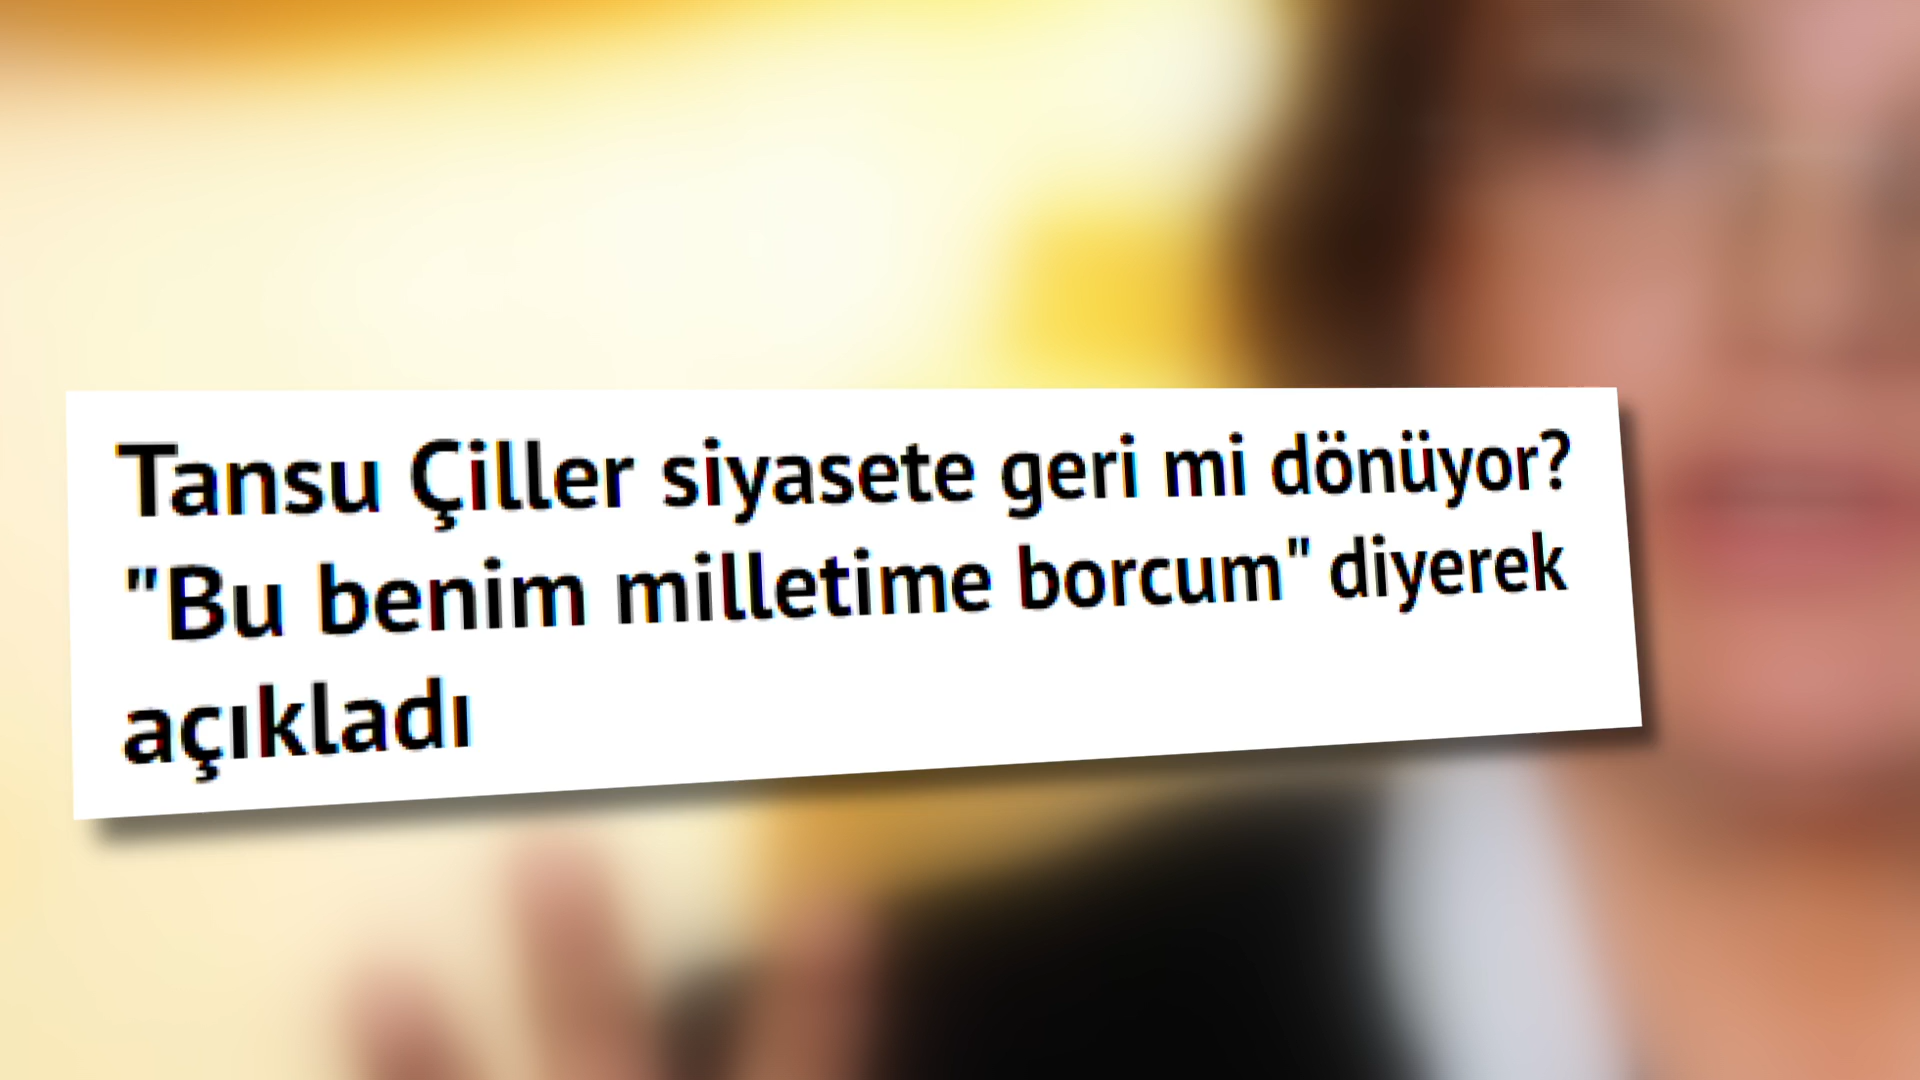 Tansu Çiller siyasete geri mi dönüyor?
"Bu benim milletime borcum" diyerek
açıkladı